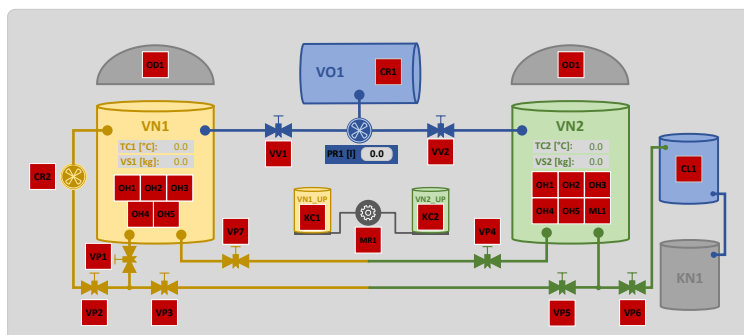 OD1
VO1
CR1
OD1
VN1
TC1 [°C]: 0.0
VS1 [kg]: 0.0
OH1 OH2 OH3
OH4 OH5
CR2
VV1
PR1 [l] 0.0
VV2
VN2
TC2 [°C]: 0.0
VS2 [kg]: 0.0
OH1 OH2 OH3
OH4 OH5 ML1
CL1
VN1_UP
KC1
MR1
VN2_UP
KC2
VP1
VP7
VP4
KN1
VP2
VP3
VP5
VP6